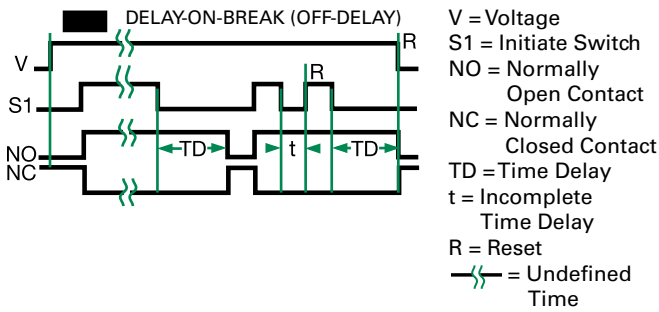 DELAY-ON-BREAK (OFF-DELAY)
R
V
R
S1
TD
t
TD
NO
NC
V = Voltage
S1 = Initiate Switch
NO = Normally
Open Contact
NC = Normally
Closed Contact
TD = Time Delay
t = Incomplete
Time Delay
R = Reset
= Undefined
Time